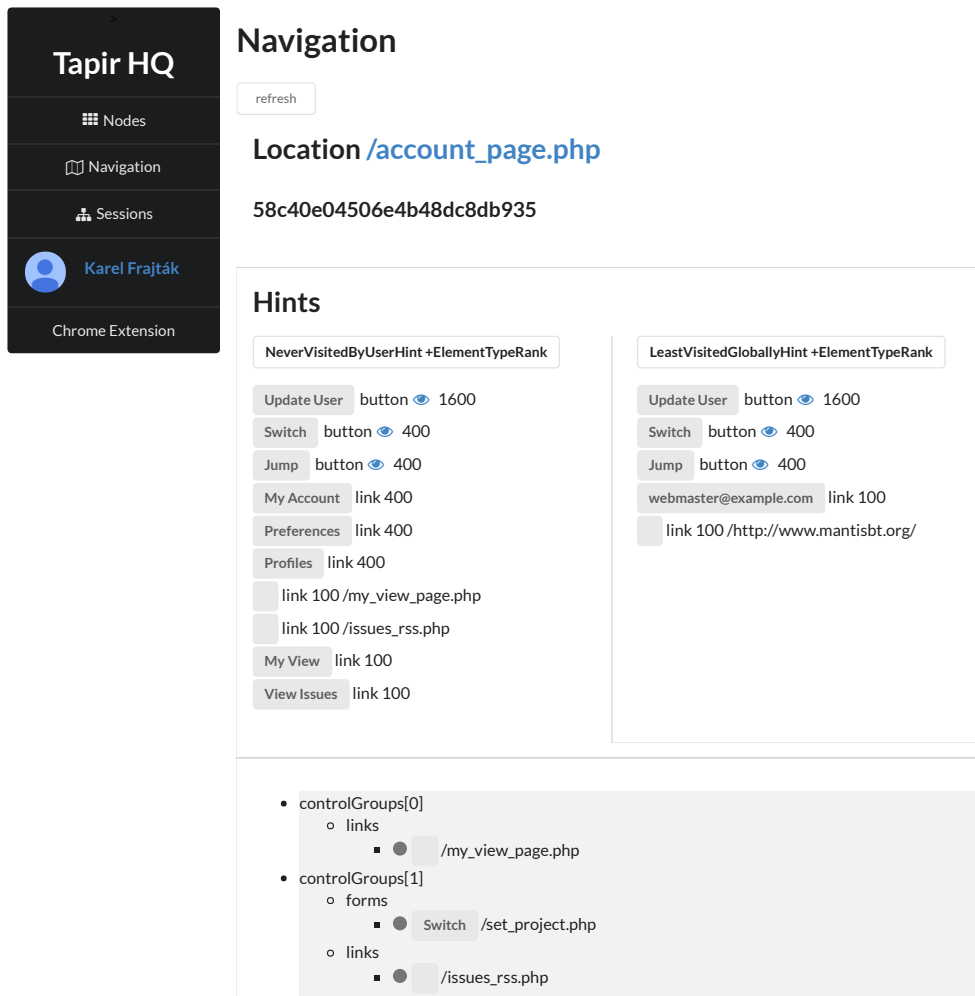 >
Tapir HQ
Nodes
Navigation
Sessions
Karel Frajták
Chrome Extension
Navigation
refresh
Location /account_page.php
58c40e04506e4b48dc8db935
Hints
NeverVisitedByUserHint +ElementTypeRank
Update User button 1600
Switch button 400
Jump button 400
My Account link 400
Preferences link 400
Profiles link 400
link 100 /my_view_page.php
link 100 /issues_rss.php
My View link 100
View Issues link 100
LeastVisitedGloballyHint +ElementTypeRank
Update User button 1600
Switch button 400
Jump button 400
webmaster@example.com link 100
link 100 /http://www.mantisbt.org/
controlGroups[0]
links
/my_view_page.php
controlGroups[1]
forms
Switch /set_project.php
links
/issues_rss.php